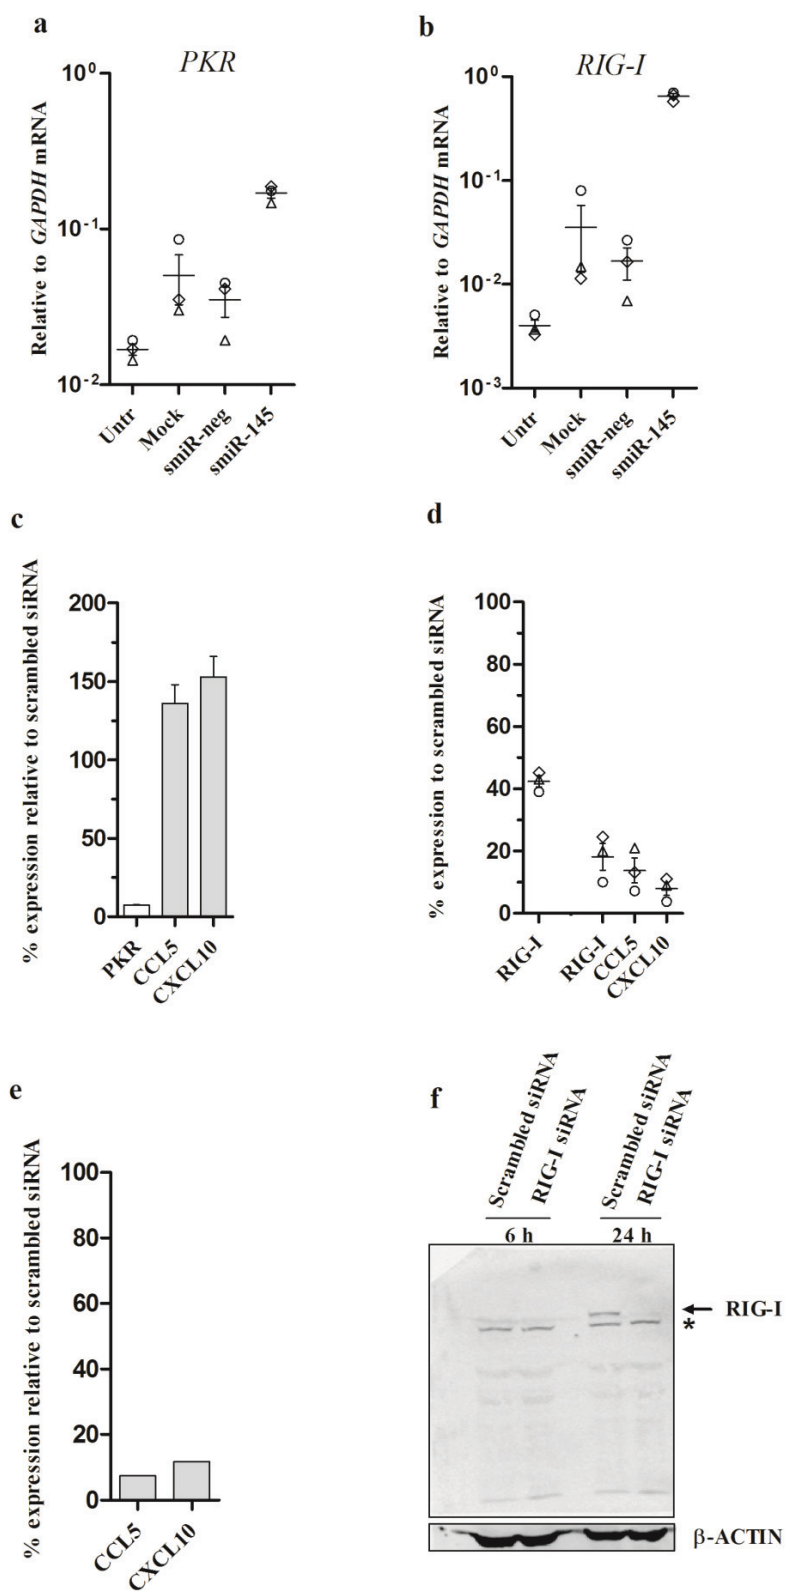 a
PKR
Relative to GAPDH mRNA
10⁰
10⁻¹
10⁻²
Untr
Mock
smiR-neg
smiR-145
b
RIG-I
Relative to GAPDH mRNA
10⁰
10⁻¹
10⁻²
10⁻³
Untr
Mock
smiR-neg
smiR-145
c
% expression relative to scrambled siRNA
200
150
100
50
0
PKR
CCL5
CXCL10
d
% expression to scrambled siRNA
100
80
60
40
20
0
RIG-I
RIG-I
CCL5
CXCL10
e
% expression relative to scrambled siRNA
100
80
60
40
20
0
CCL5
CXCL10
f
Scrambled siRNA
RIG-I siRNA
Scrambled siRNA
RIG-I siRNA
6 h
24 h
RIG-I
*
β-ACTIN